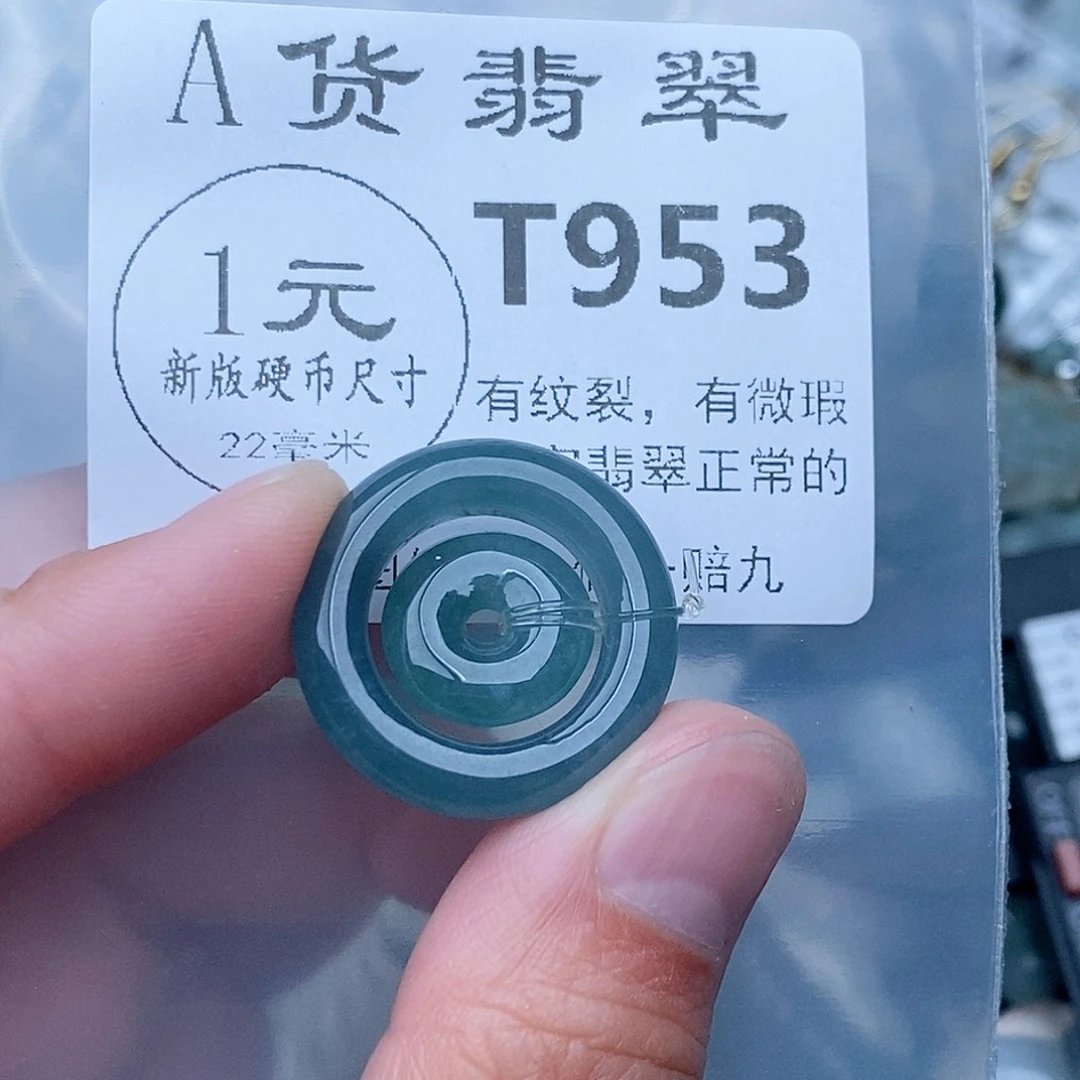 A货翡翠
1元
新版硬币尺寸
22毫米
T953
有纹裂，有微瑕
翡翠正常的
赔九